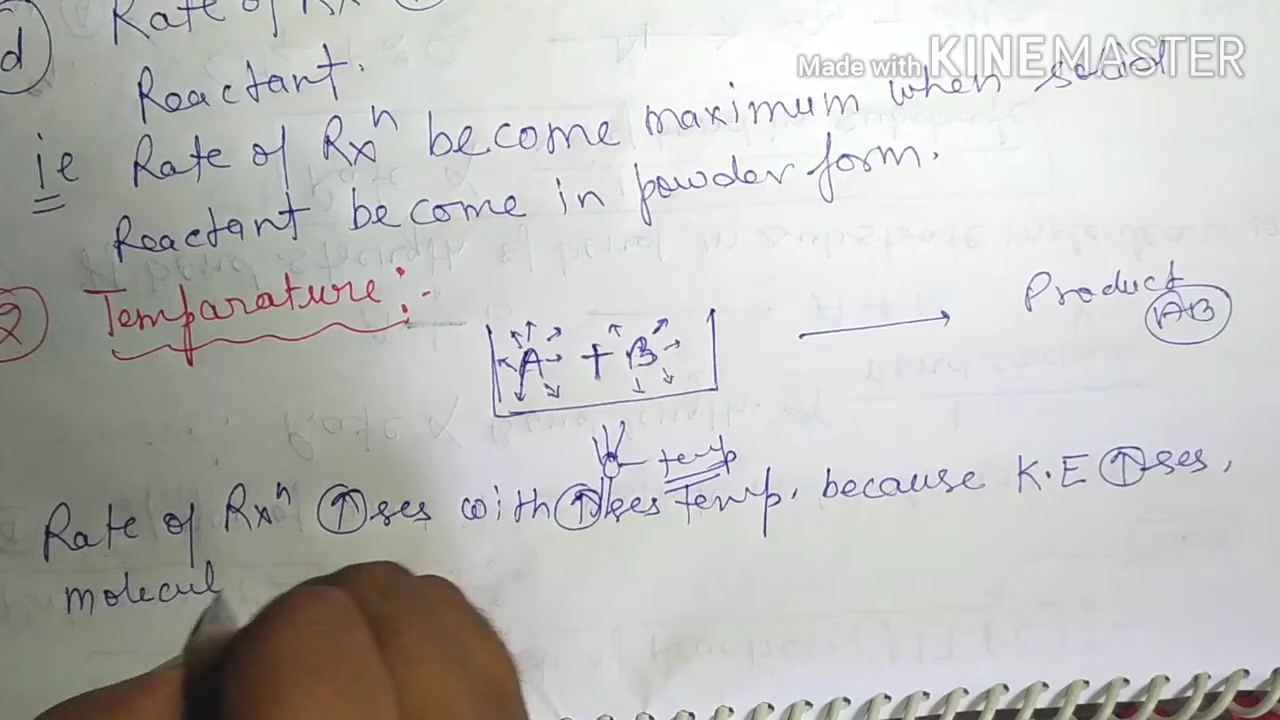 d Rate of Rx
Reactant.
Made with KINEMASTER
ie Rate of Rxⁿ become maximum when
Reactant become in powder form.
2 Temparature:-
A + B → Product AB
temp
Rate of Rxⁿ ↑ses with ↑ses Temp, because K.E ↑ses,
molecul